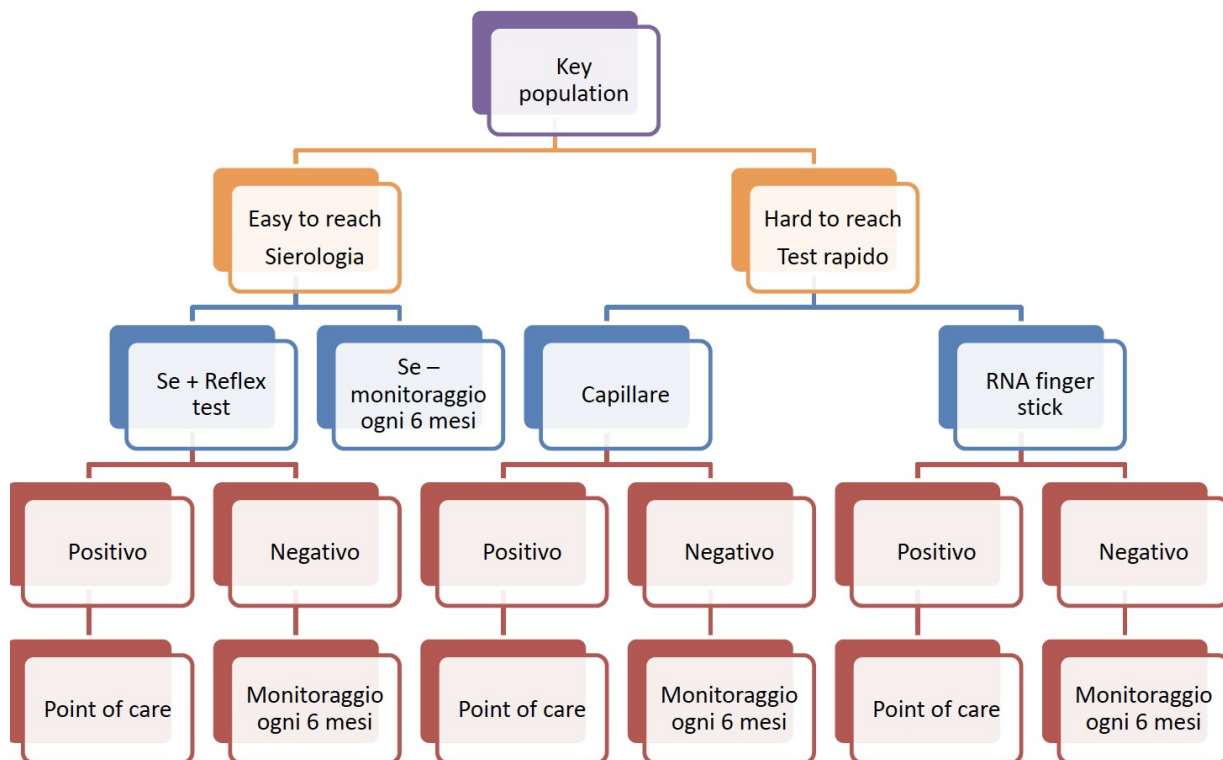 Key
population
Easy to reach
Sierologia
Hard to reach
Test rapido
Se + Reflex
test
Se –
monitoraggio
ogni 6 mesi
Capillare
RNA finger
stick
Positivo
Negativo
Positivo
Negativo
Positivo
Negativo
Point of care
Monitoraggio
ogni 6 mesi
Point of care
Monitoraggio
ogni 6 mesi
Point of care
Monitoraggio
ogni 6 mesi